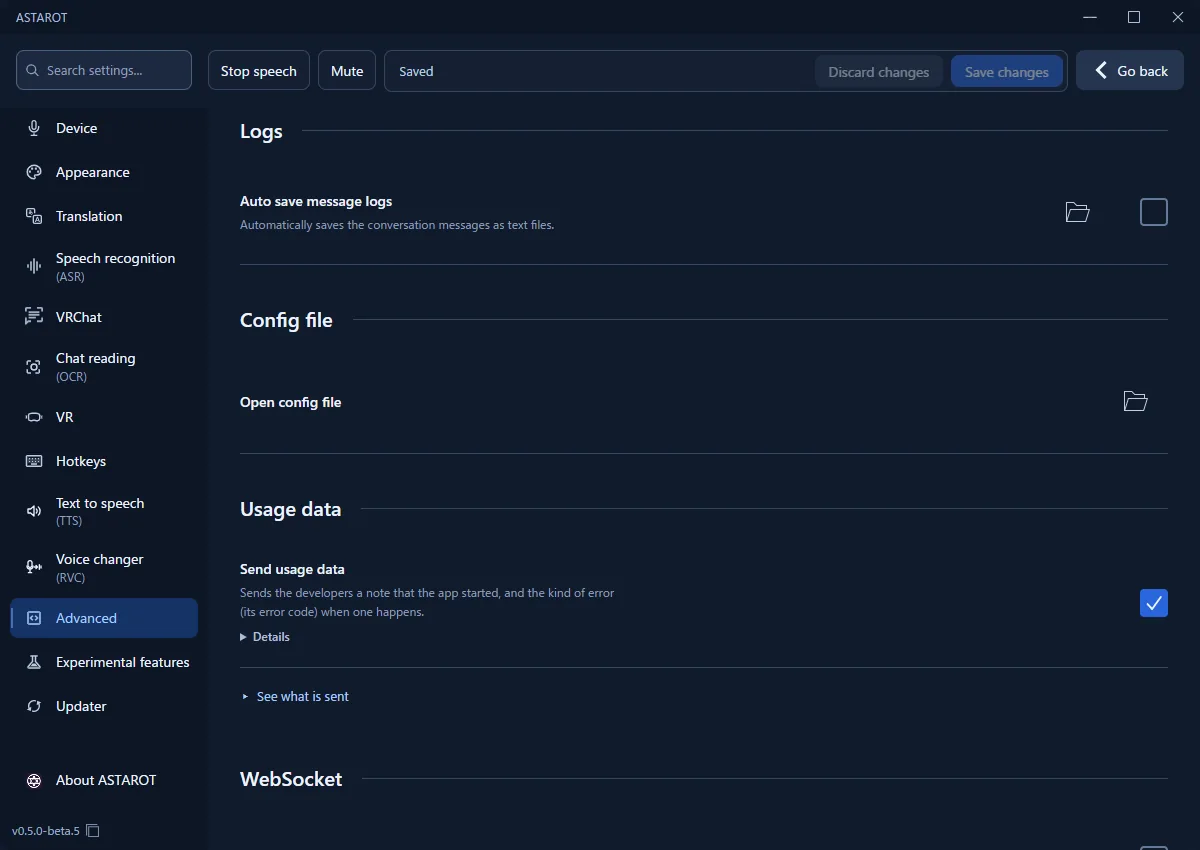 ASTAROT
Search settings...
Stop speech
Mute
Saved
Discard changes
Save changes
Go back
Device
Appearance
Translation
Speech recognition
(ASR)
VRChat
Chat reading
(OCR)
VR
Hotkeys
Text to speech
(TTS)
Voice changer
(RVC)
Advanced
Experimental features
Updater
About ASTAROT
v0.5.0-beta.5
Logs
Auto save message logs
Automatically saves the conversation messages as text files.
Config file
Open config file
Usage data
Send usage data
Sends the developers a note that the app started, and the kind of error
(its error code) when one happens.
Details
See what is sent
WebSocket